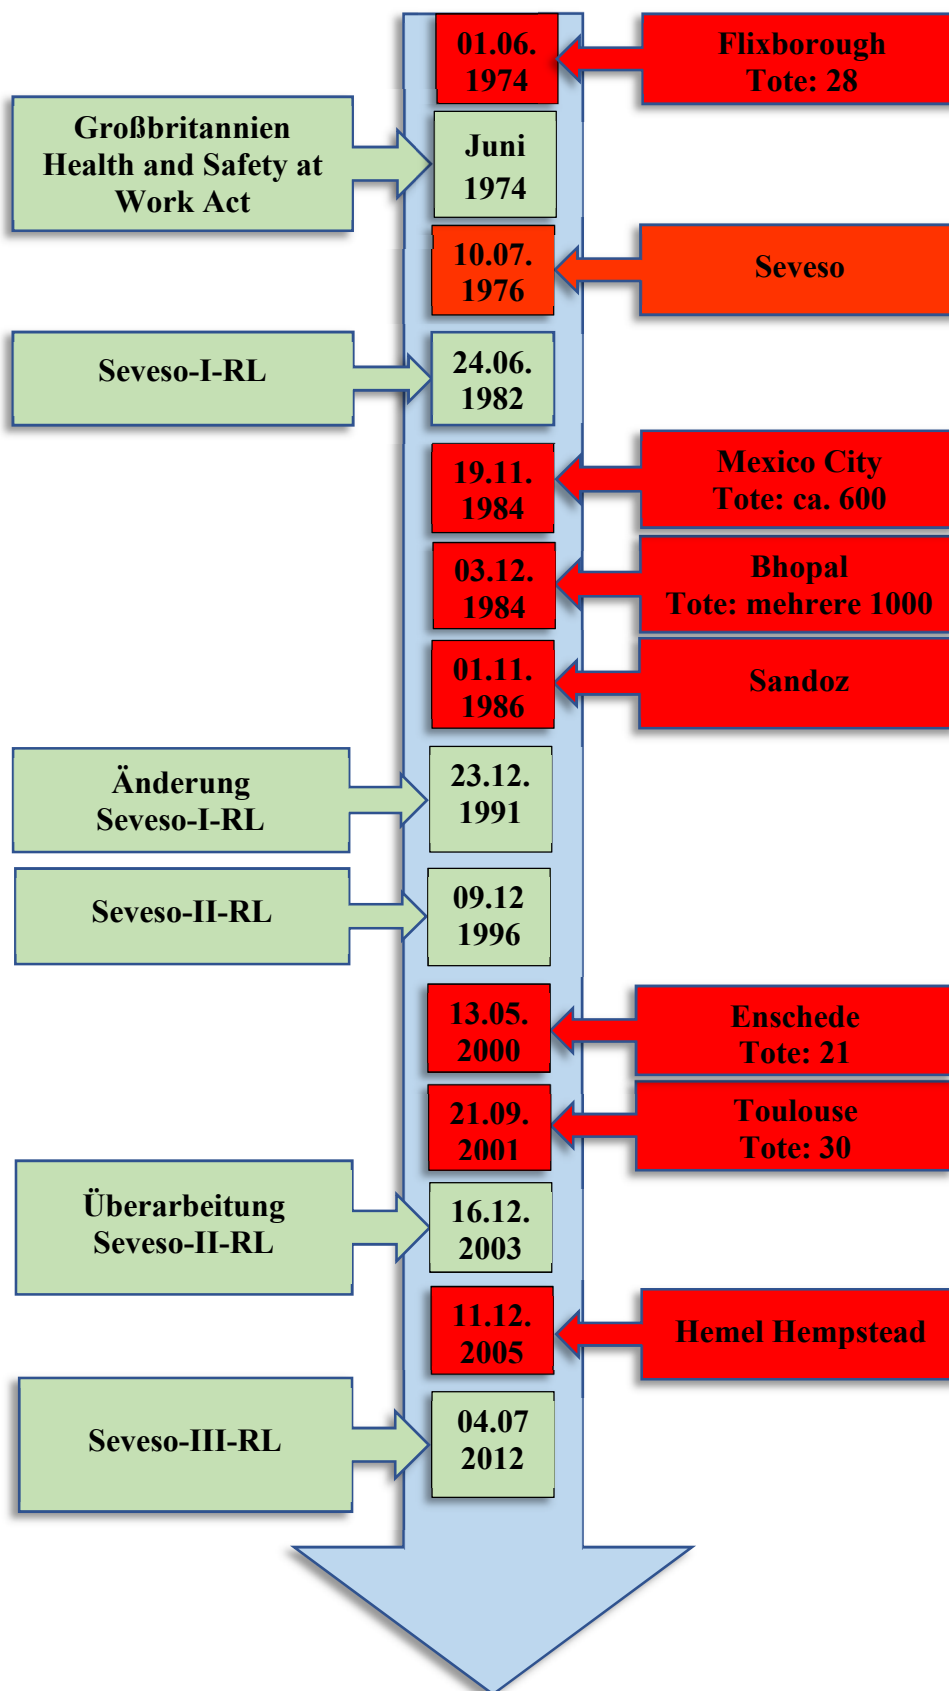 01.06.
1974
Flixborough
Tote: 28
Großbritannien
Health and Safety at
Work Act
Juni
1974
10.07.
1976
Seveso
Seveso-I-RL
24.06.
1982
19.11.
1984
Mexico City
Tote: ca. 600
03.12.
1984
Bhopal
Tote: mehrere 1000
01.11.
1986
Sandoz
Änderung
Seveso-I-RL
23.12.
1991
Seveso-II-RL
09.12
1996
13.05.
2000
Enschede
Tote: 21
21.09.
2001
Toulouse
Tote: 30
Überarbeitung
Seveso-II-RL
16.12.
2003
11.12.
2005
Hemel Hempstead
Seveso-III-RL
04.07
2012